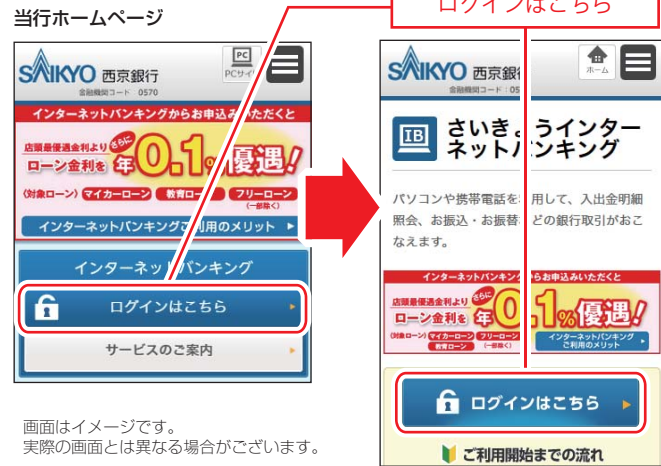 当行ホームページ
ログインはこちら
SAIKYO 西京銀行
金融機関コード:0570
PC
インターネットバンキングからお申込みいただくと
店頭最優遇金利より さらに
ローン金利を 年0.1%優遇!
(対象ローン) マイカーローン 教育ローン フリーローン
(一部除く)
インターネットバンキングご利用のメリット
インターネットバンキング
ログインはこちら
サービスのご案内
画面はイメージです。
実際の画面とは異なる場合がございます。
SAIKYO 西京銀
ホーム
金融機関コード:05
IB さいきょうインター
ネットバンキング
パソコンや携帯電話を 用して、入出金明細
照会、お振込・お振替 どの銀行取引がおこ
なえます。
インターネットバンキングからお申込みいただくと
店頭最優遇金利より さらに
ローン金利を 年0.1%優遇!
(対象ローン) マイカーローン フリーローン
教育ローン (一部除く)
インターネットバンキング
ご利用のメリット
ログインはこちら
ご利用開始までの流れ